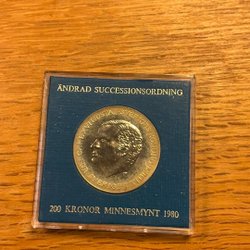 ÄNDRAD SUCCESSIONSORDNING
200 KRONOR MINNESMYNT 1980